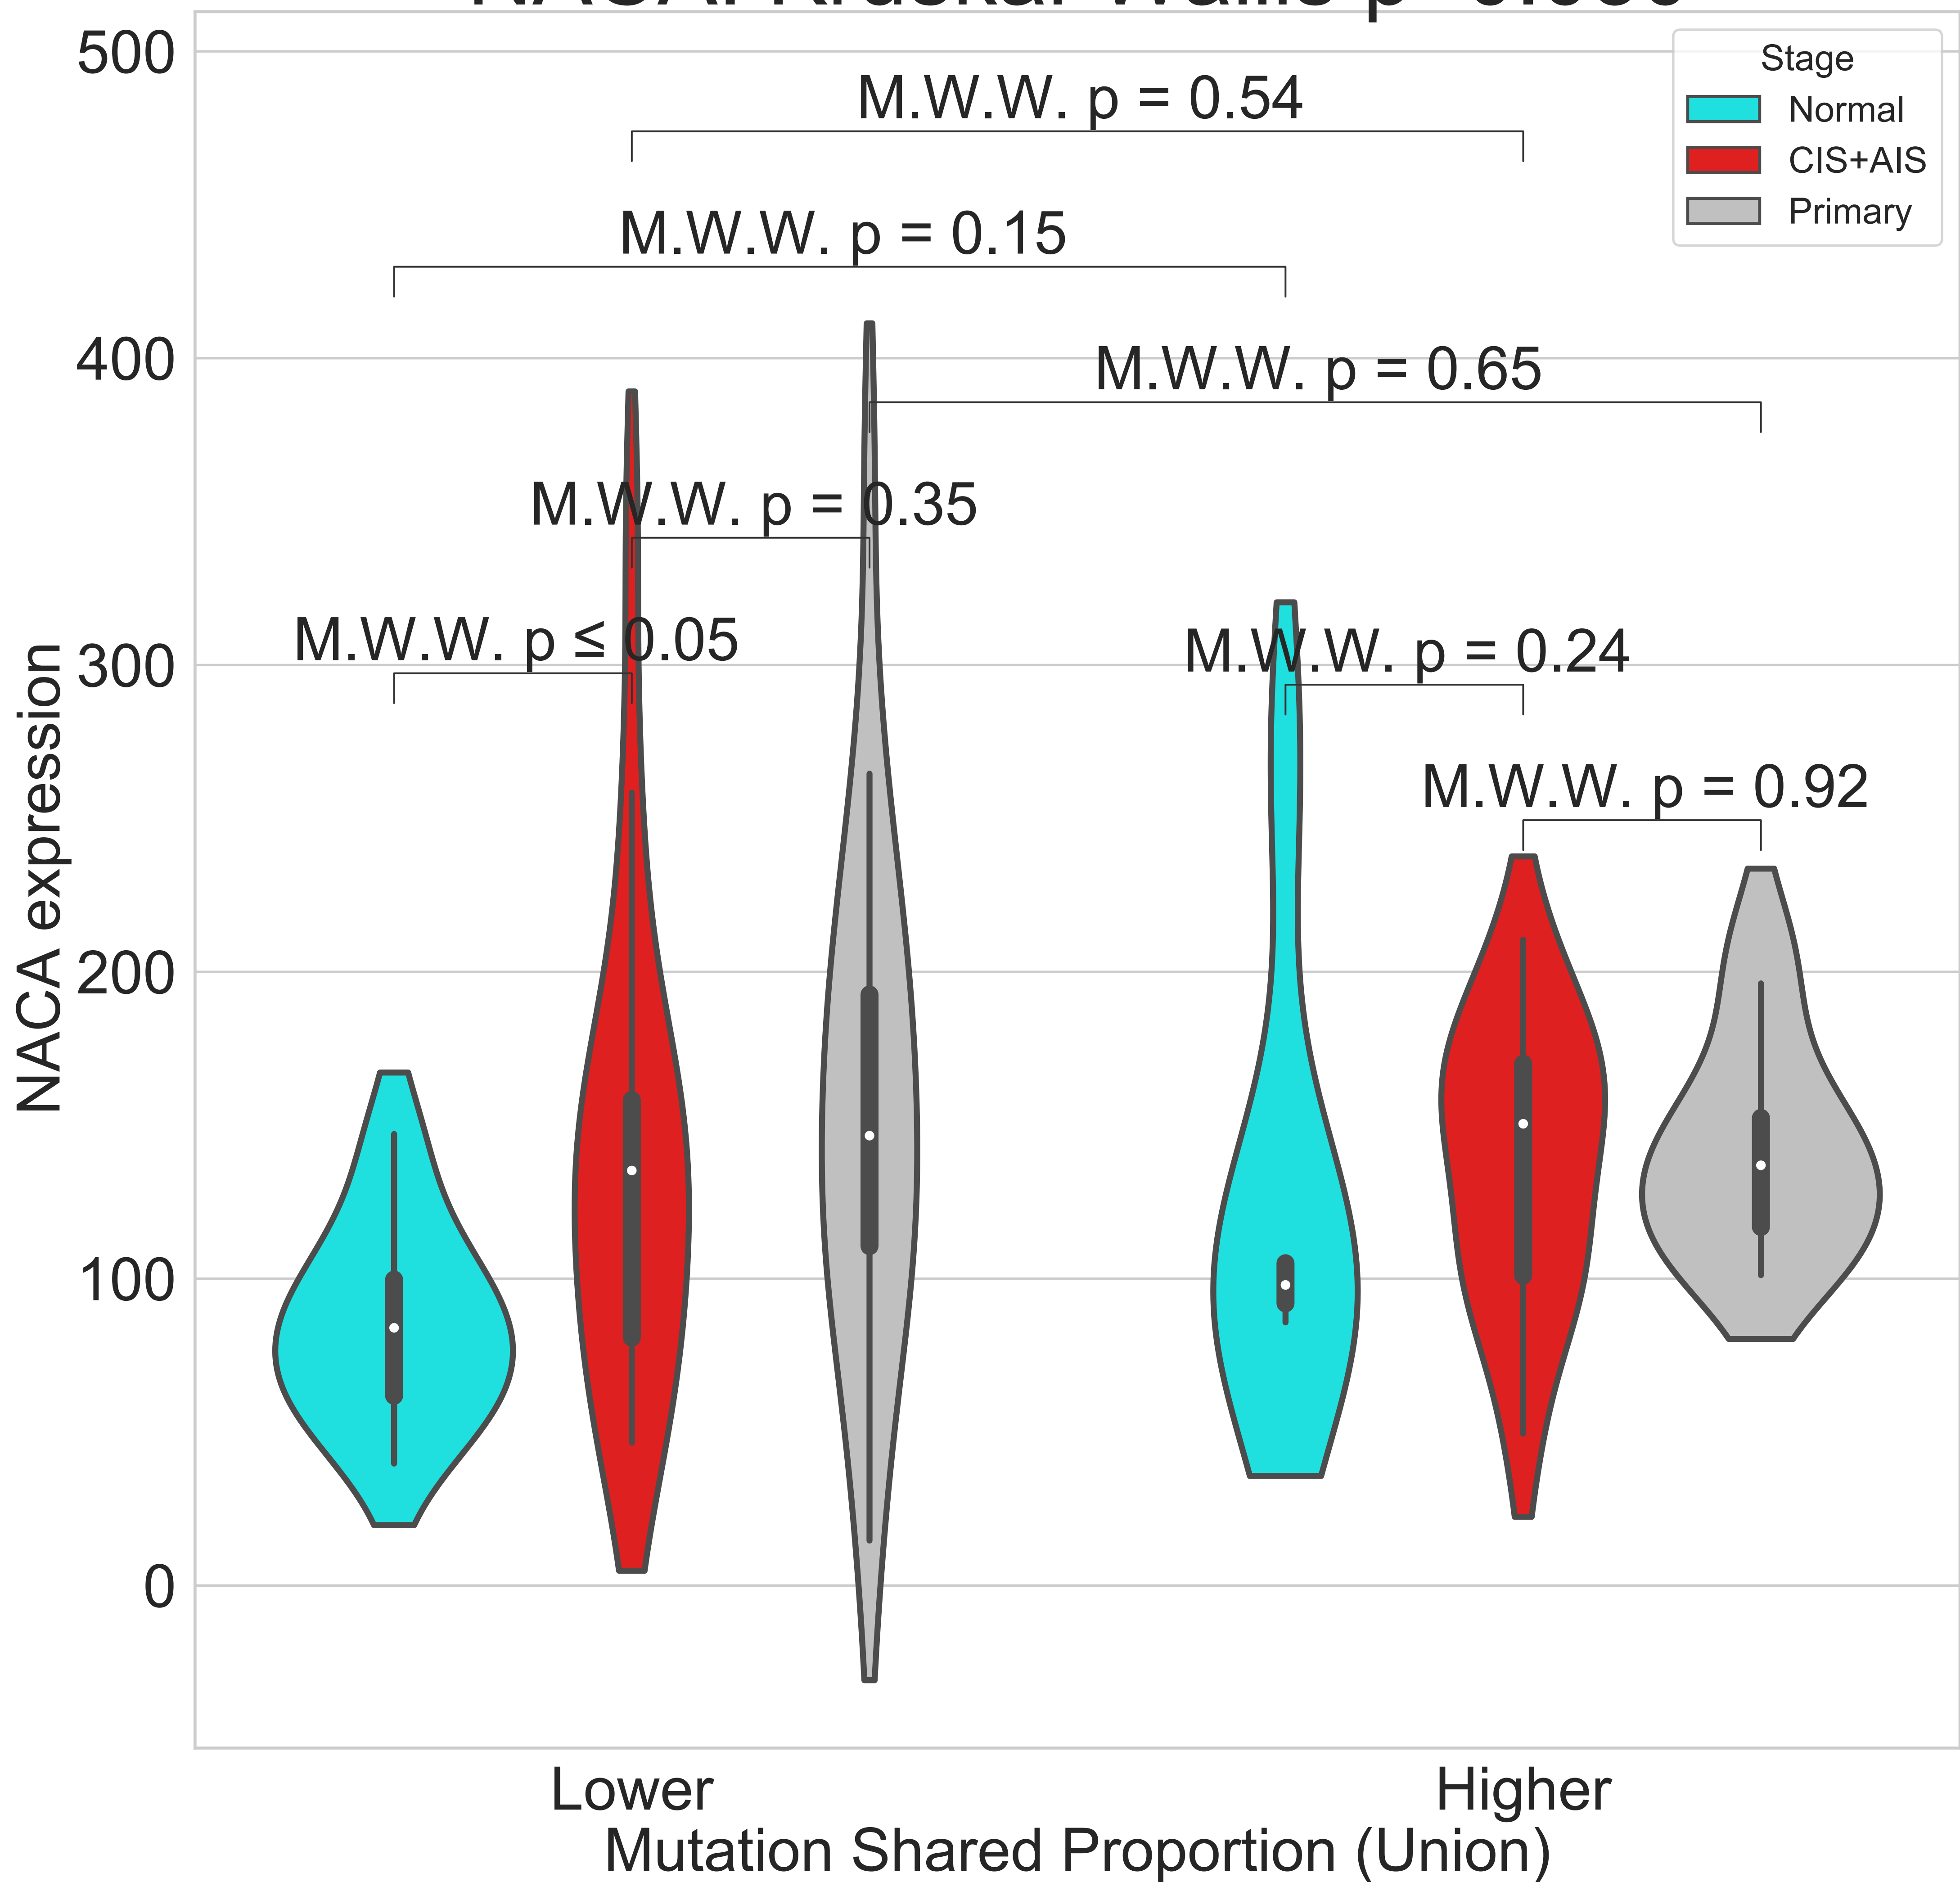 500
M.W.W. p = 0.54
Stage
Normal
CIS+AIS
Primary
M.W.W. p = 0.15
400
M.W.W. p = 0.65
M.W.W. p = 0.35
M.W.W. p ≤ 0.05
300
M.W.W. p = 0.24
M.W.W. p = 0.92
NACA expression
200
100
0
Lower
Higher
Mutation Shared Proportion (Union)